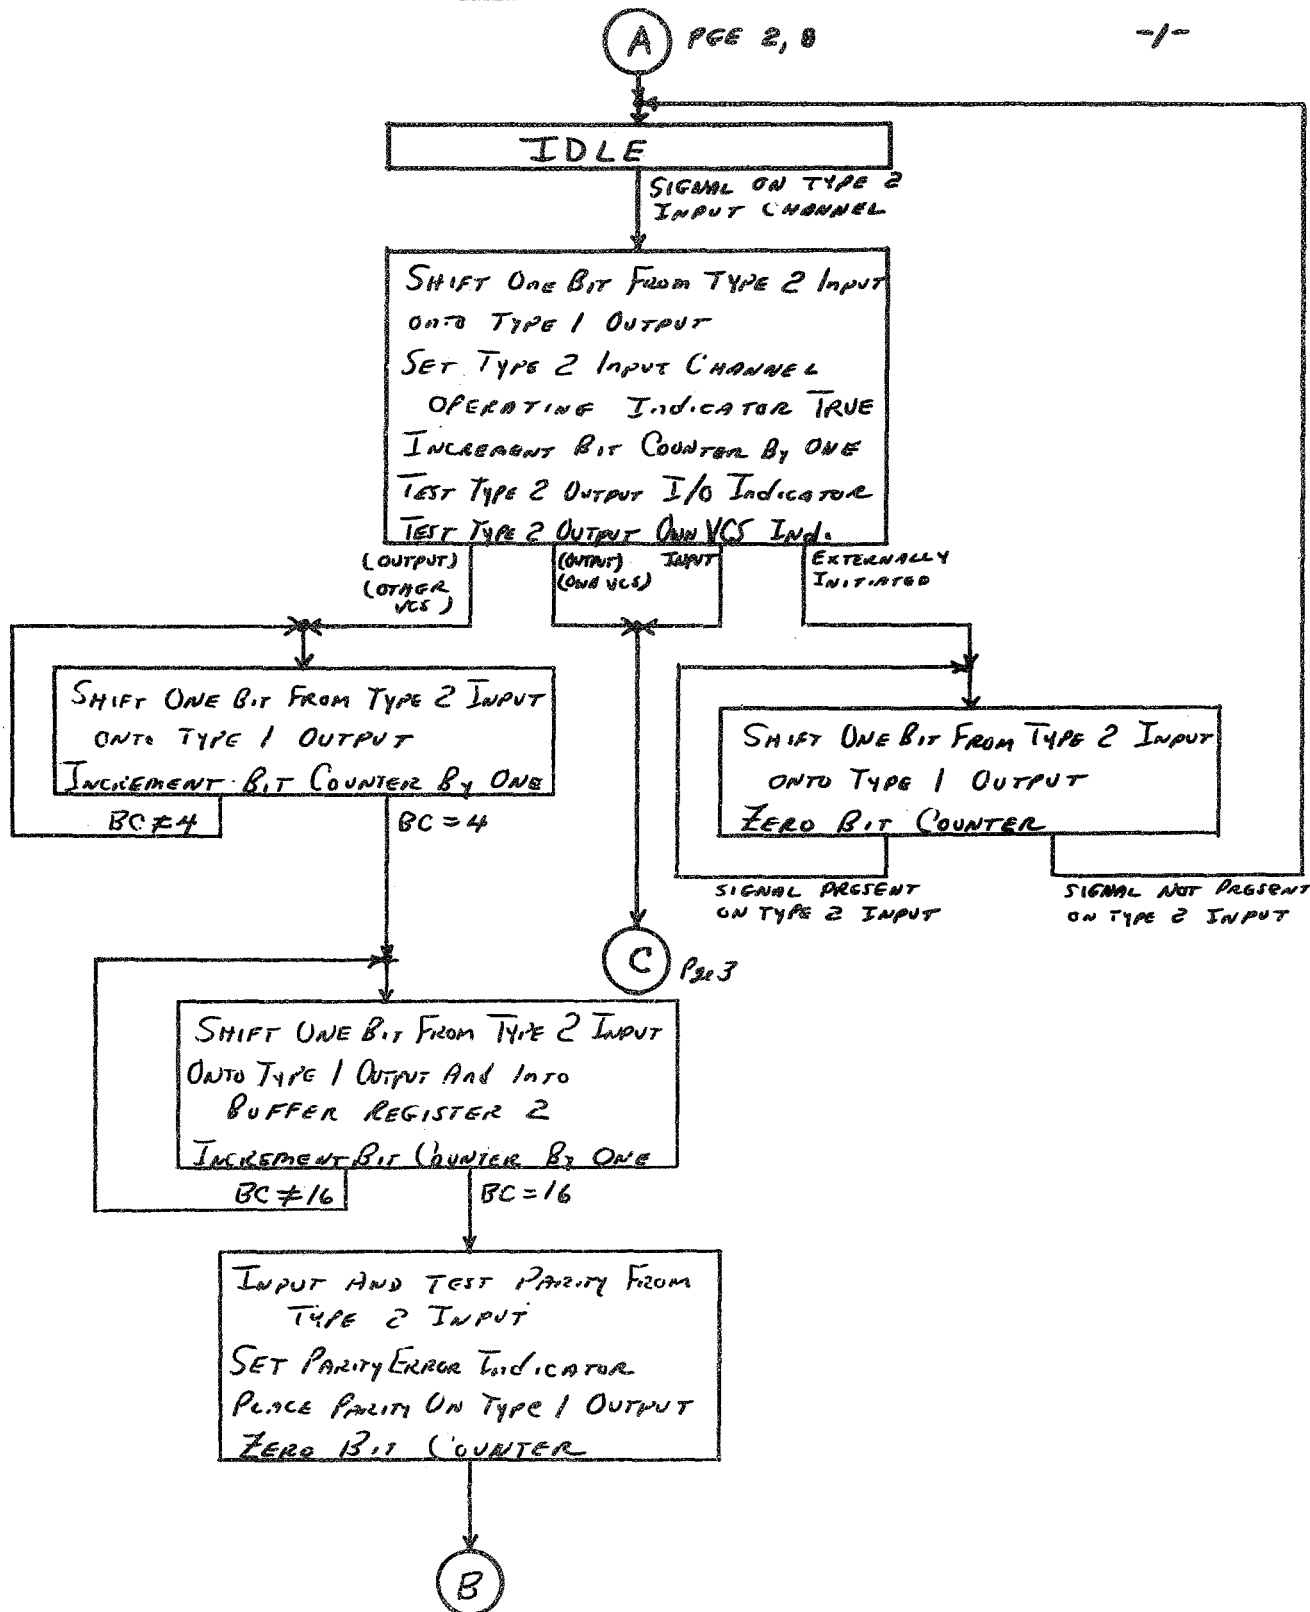 A PGE 2, 8
-1-
IDLE
SIGNAL ON TYPE 2
INPUT CHANNEL
SHIFT ONE BIT FROM TYPE 2 INPUT
ONTO TYPE 1 OUTPUT
SET TYPE 2 INPUT CHANNEL
OPERATING INDICATOR TRUE
INCREMENT BIT COUNTER BY ONE
TEST TYPE 2 OUTPUT I/O INDICATOR
TEST TYPE 2 OUTPUT OWN VCS IND.
(OUTPUT)
(OTHER
VCS)
(OUTPUT)
(OWN VCS)
INPUT
EXTERNALLY
INITIATED
SHIFT ONE BIT FROM TYPE 2 INPUT
ONTO TYPE 1 OUTPUT
INCREMENT BIT COUNTER BY ONE
BC≠4
BC=4
SHIFT ONE BIT FROM TYPE 2 INPUT
ONTO TYPE 1 OUTPUT
ZERO BIT COUNTER
SIGNAL PRESENT
ON TYPE 2 INPUT
SIGNAL NOT PRESENT
ON TYPE 2 INPUT
C Pge 3
SHIFT ONE BIT FROM TYPE 2 INPUT
ONTO TYPE 1 OUTPUT AND INTO
BUFFER REGISTER 2
INCREMENT BIT COUNTER BY ONE
BC≠16
BC=16
INPUT AND TEST PARITY FROM
TYPE 2 INPUT
SET PARITY ERROR INDICATOR
PLACE PARITY ON TYPE 1 OUTPUT
ZERO BIT COUNTER
B